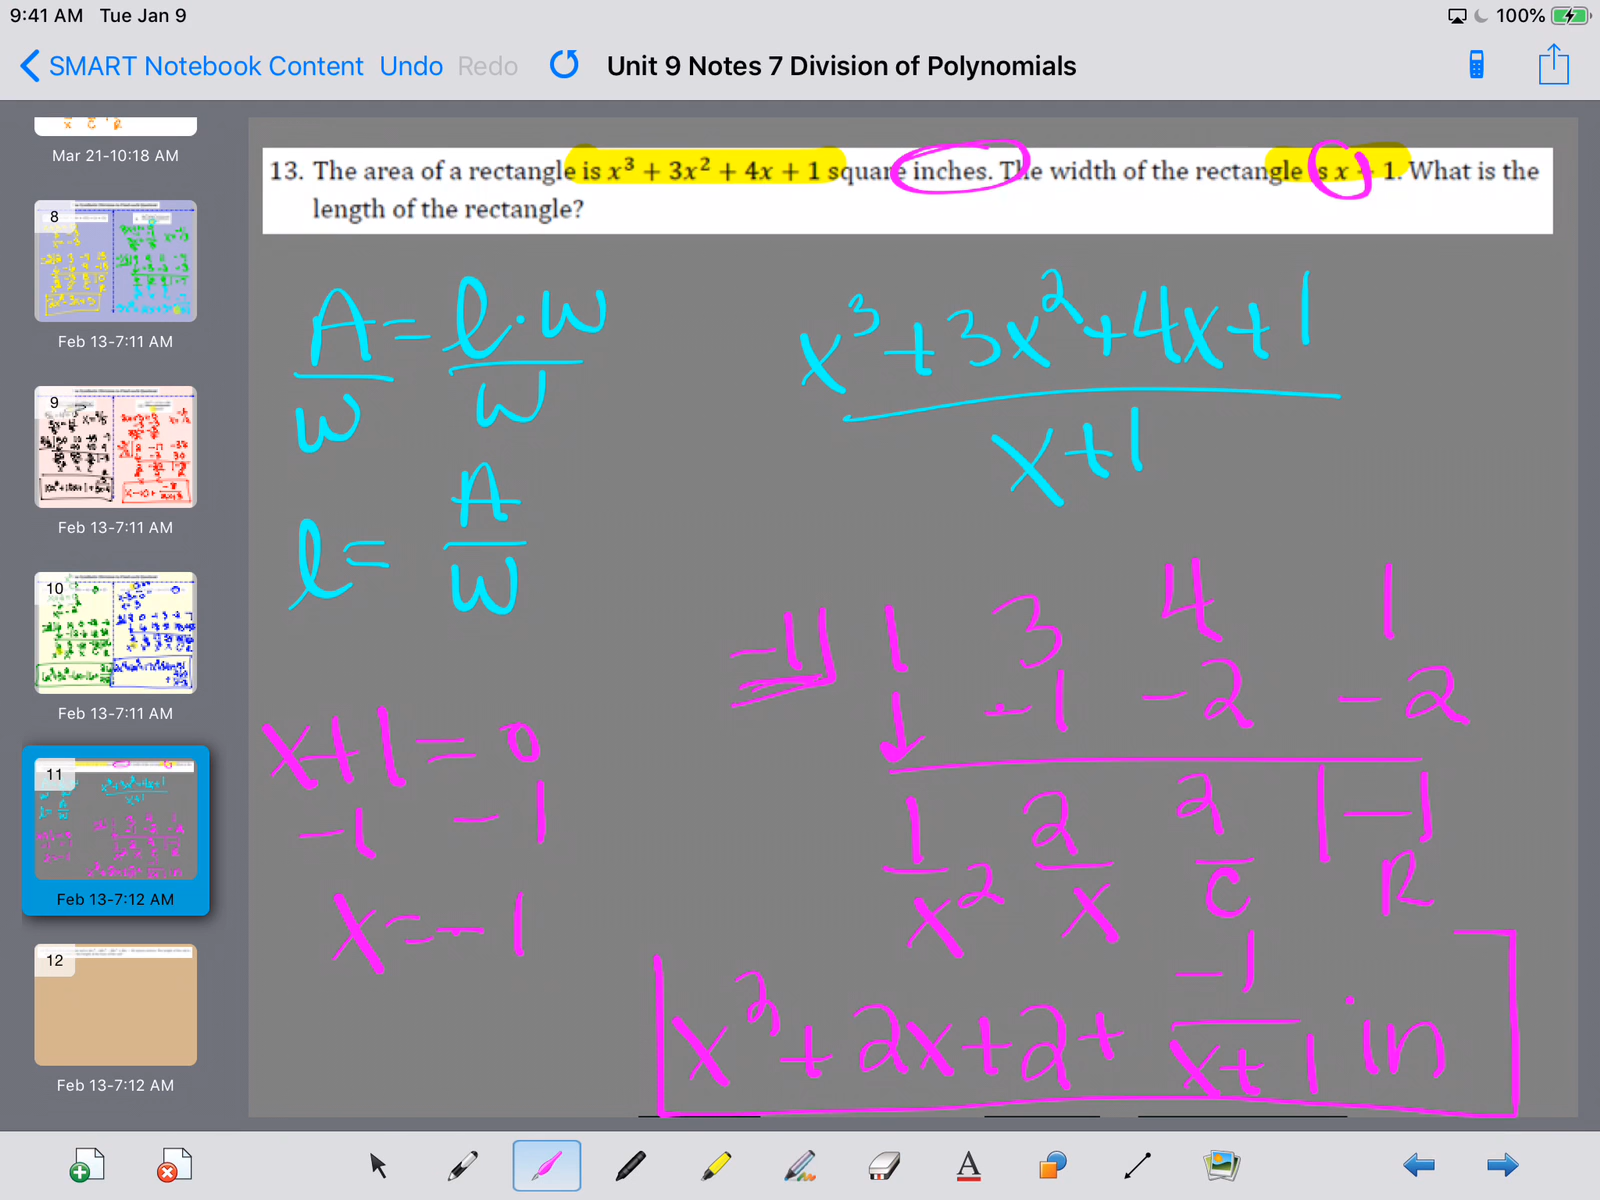 9:41 AM Tue Jan 9
100%
SMART Notebook Content Undo Redo
Unit 9 Notes 7 Division of Polynomials
Mar 21-10:18 AM
8
Feb 13-7:11 AM
9
Feb 13-7:11 AM
10
Feb 13-7:11 AM
11
Feb 13-7:12 AM
12
Feb 13-7:12 AM
13. The area of a rectangle is x³ + 3x² + 4x + 1 square inches. The width of the rectangle is x + 1. What is the
length of the rectangle?
A = l·w
w w
l = A
w
x³+3x²+4x+1
x+1
x+1=0
-1 -1
x=-1
-1| 1 3 4 1
-1 -2 -2
1 2 2 |-1
x² x C R
-1
x²+2x+2+ in
x+1
A